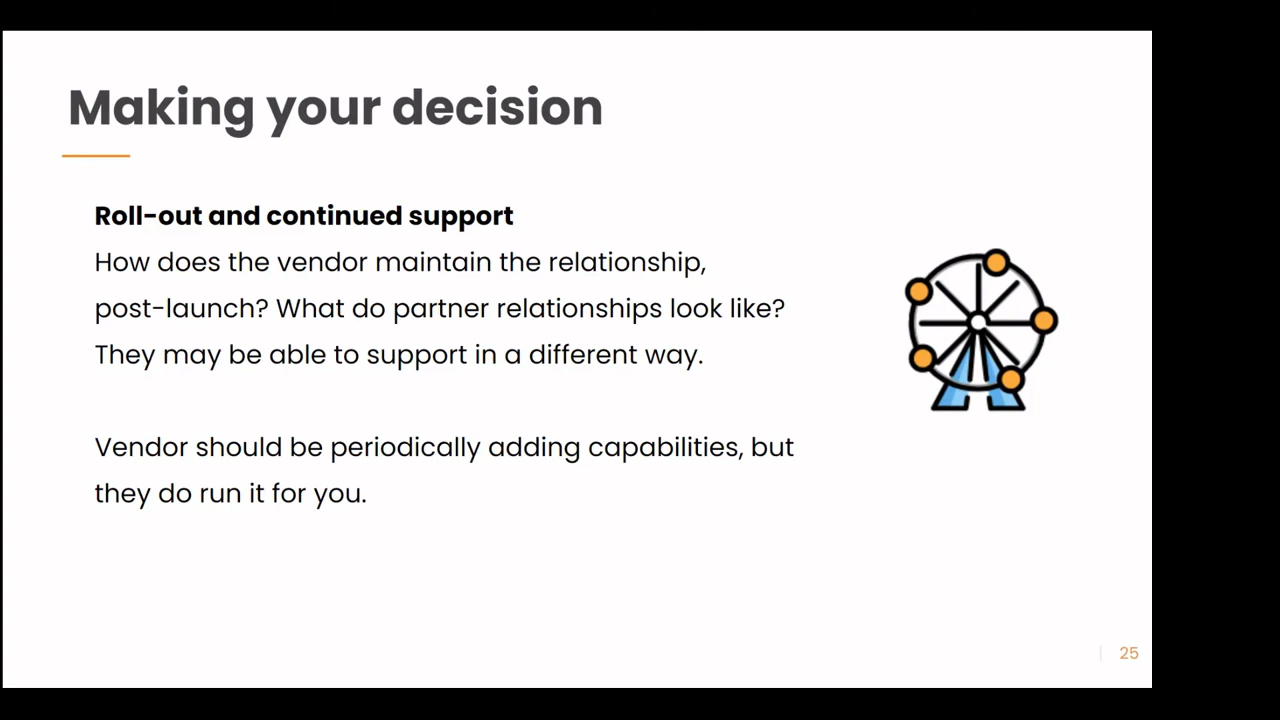 Making your decision
Roll-out and continued support
How does the vendor maintain the relationship,
post-launch? What do partner relationships look like?
They may be able to support in a different way.
Vendor should be periodically adding capabilities, but
they do run it for you.
25